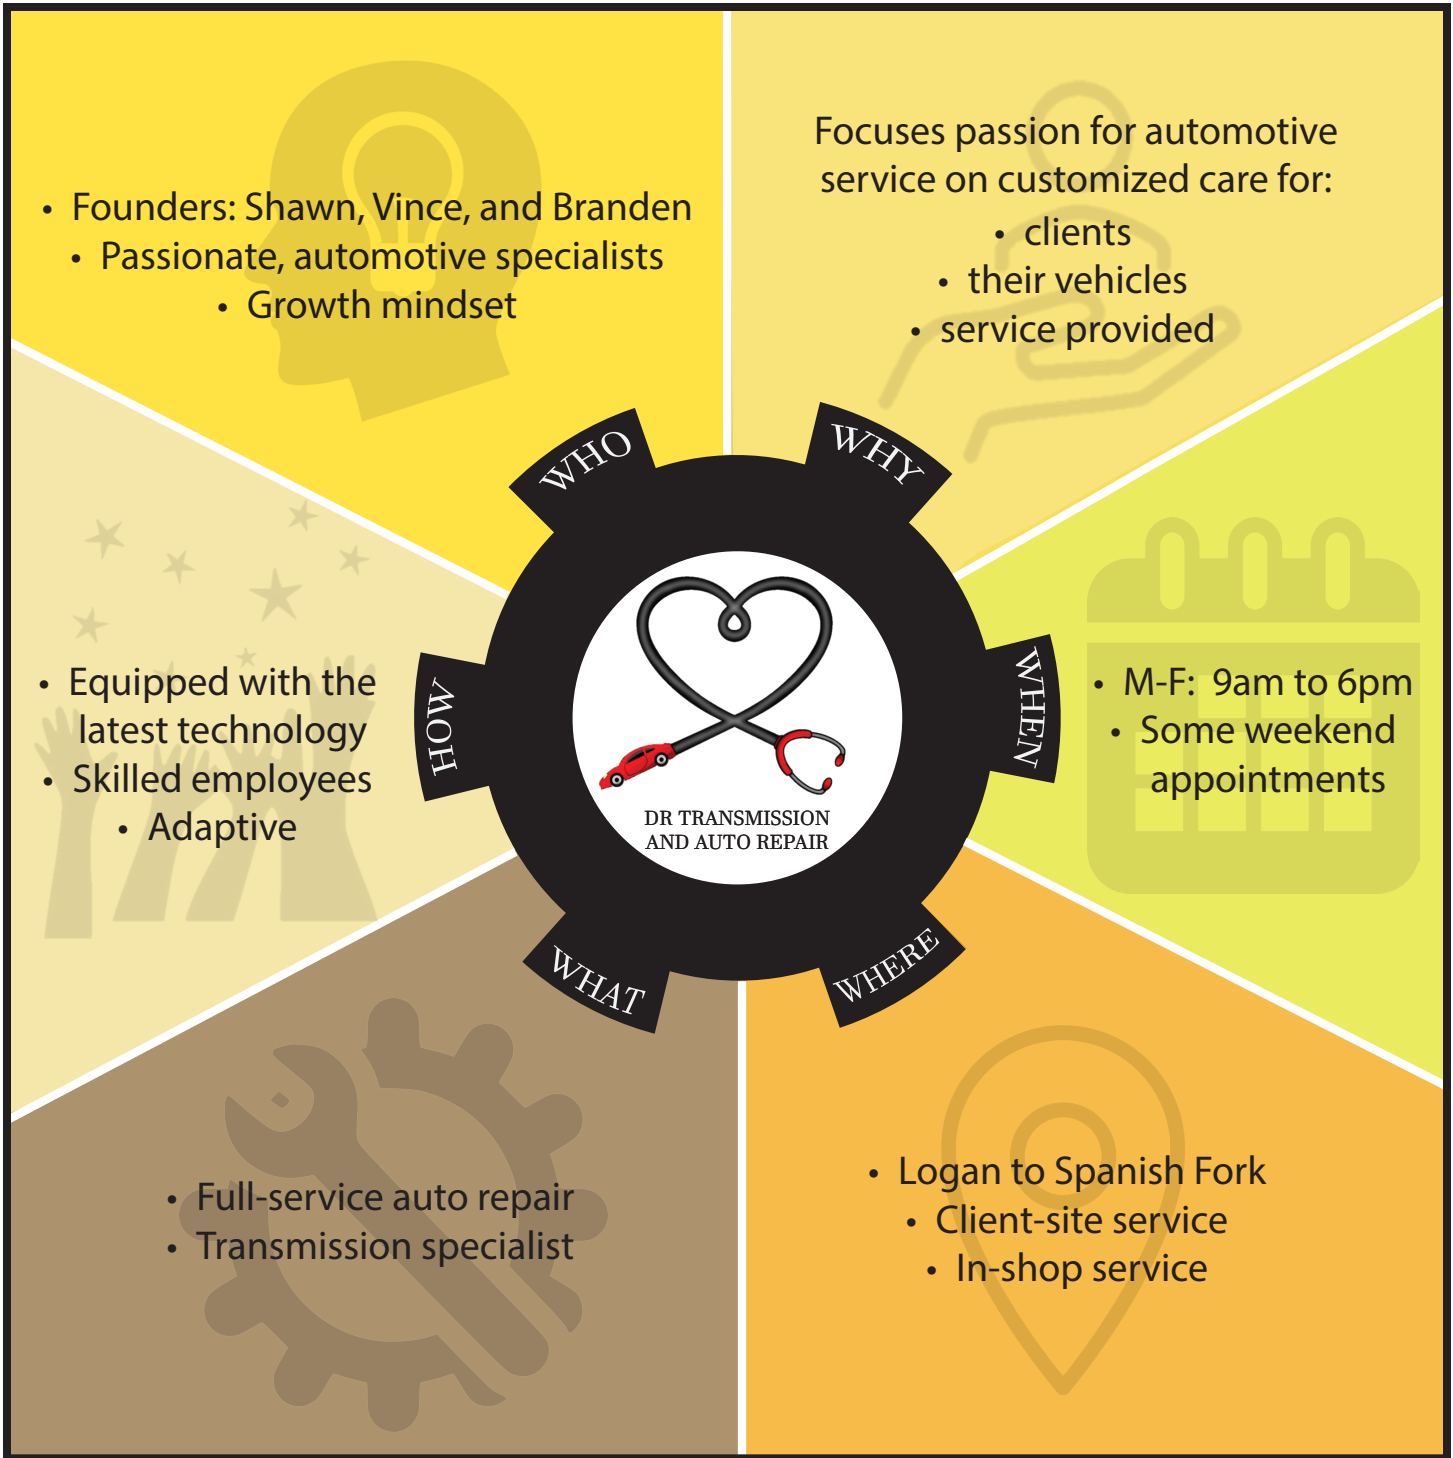 • Founders: Shawn, Vince, and Branden
• Passionate, automotive specialists
• Growth mindset
WHO
Focuses passion for automotive
service on customized care for:
• clients
• their vehicles
• service provided
WHY
• Equipped with the
latest technology
• Skilled employees
• Adaptive
HOW
DR TRANSMISSION
AND AUTO REPAIR
WHEN
• M-F:  9am to 6pm
• Some weekend
appointments
WHAT
• Full-service auto repair
• Transmission specialist
WHERE
• Logan to Spanish Fork
• Client-site service
• In-shop service